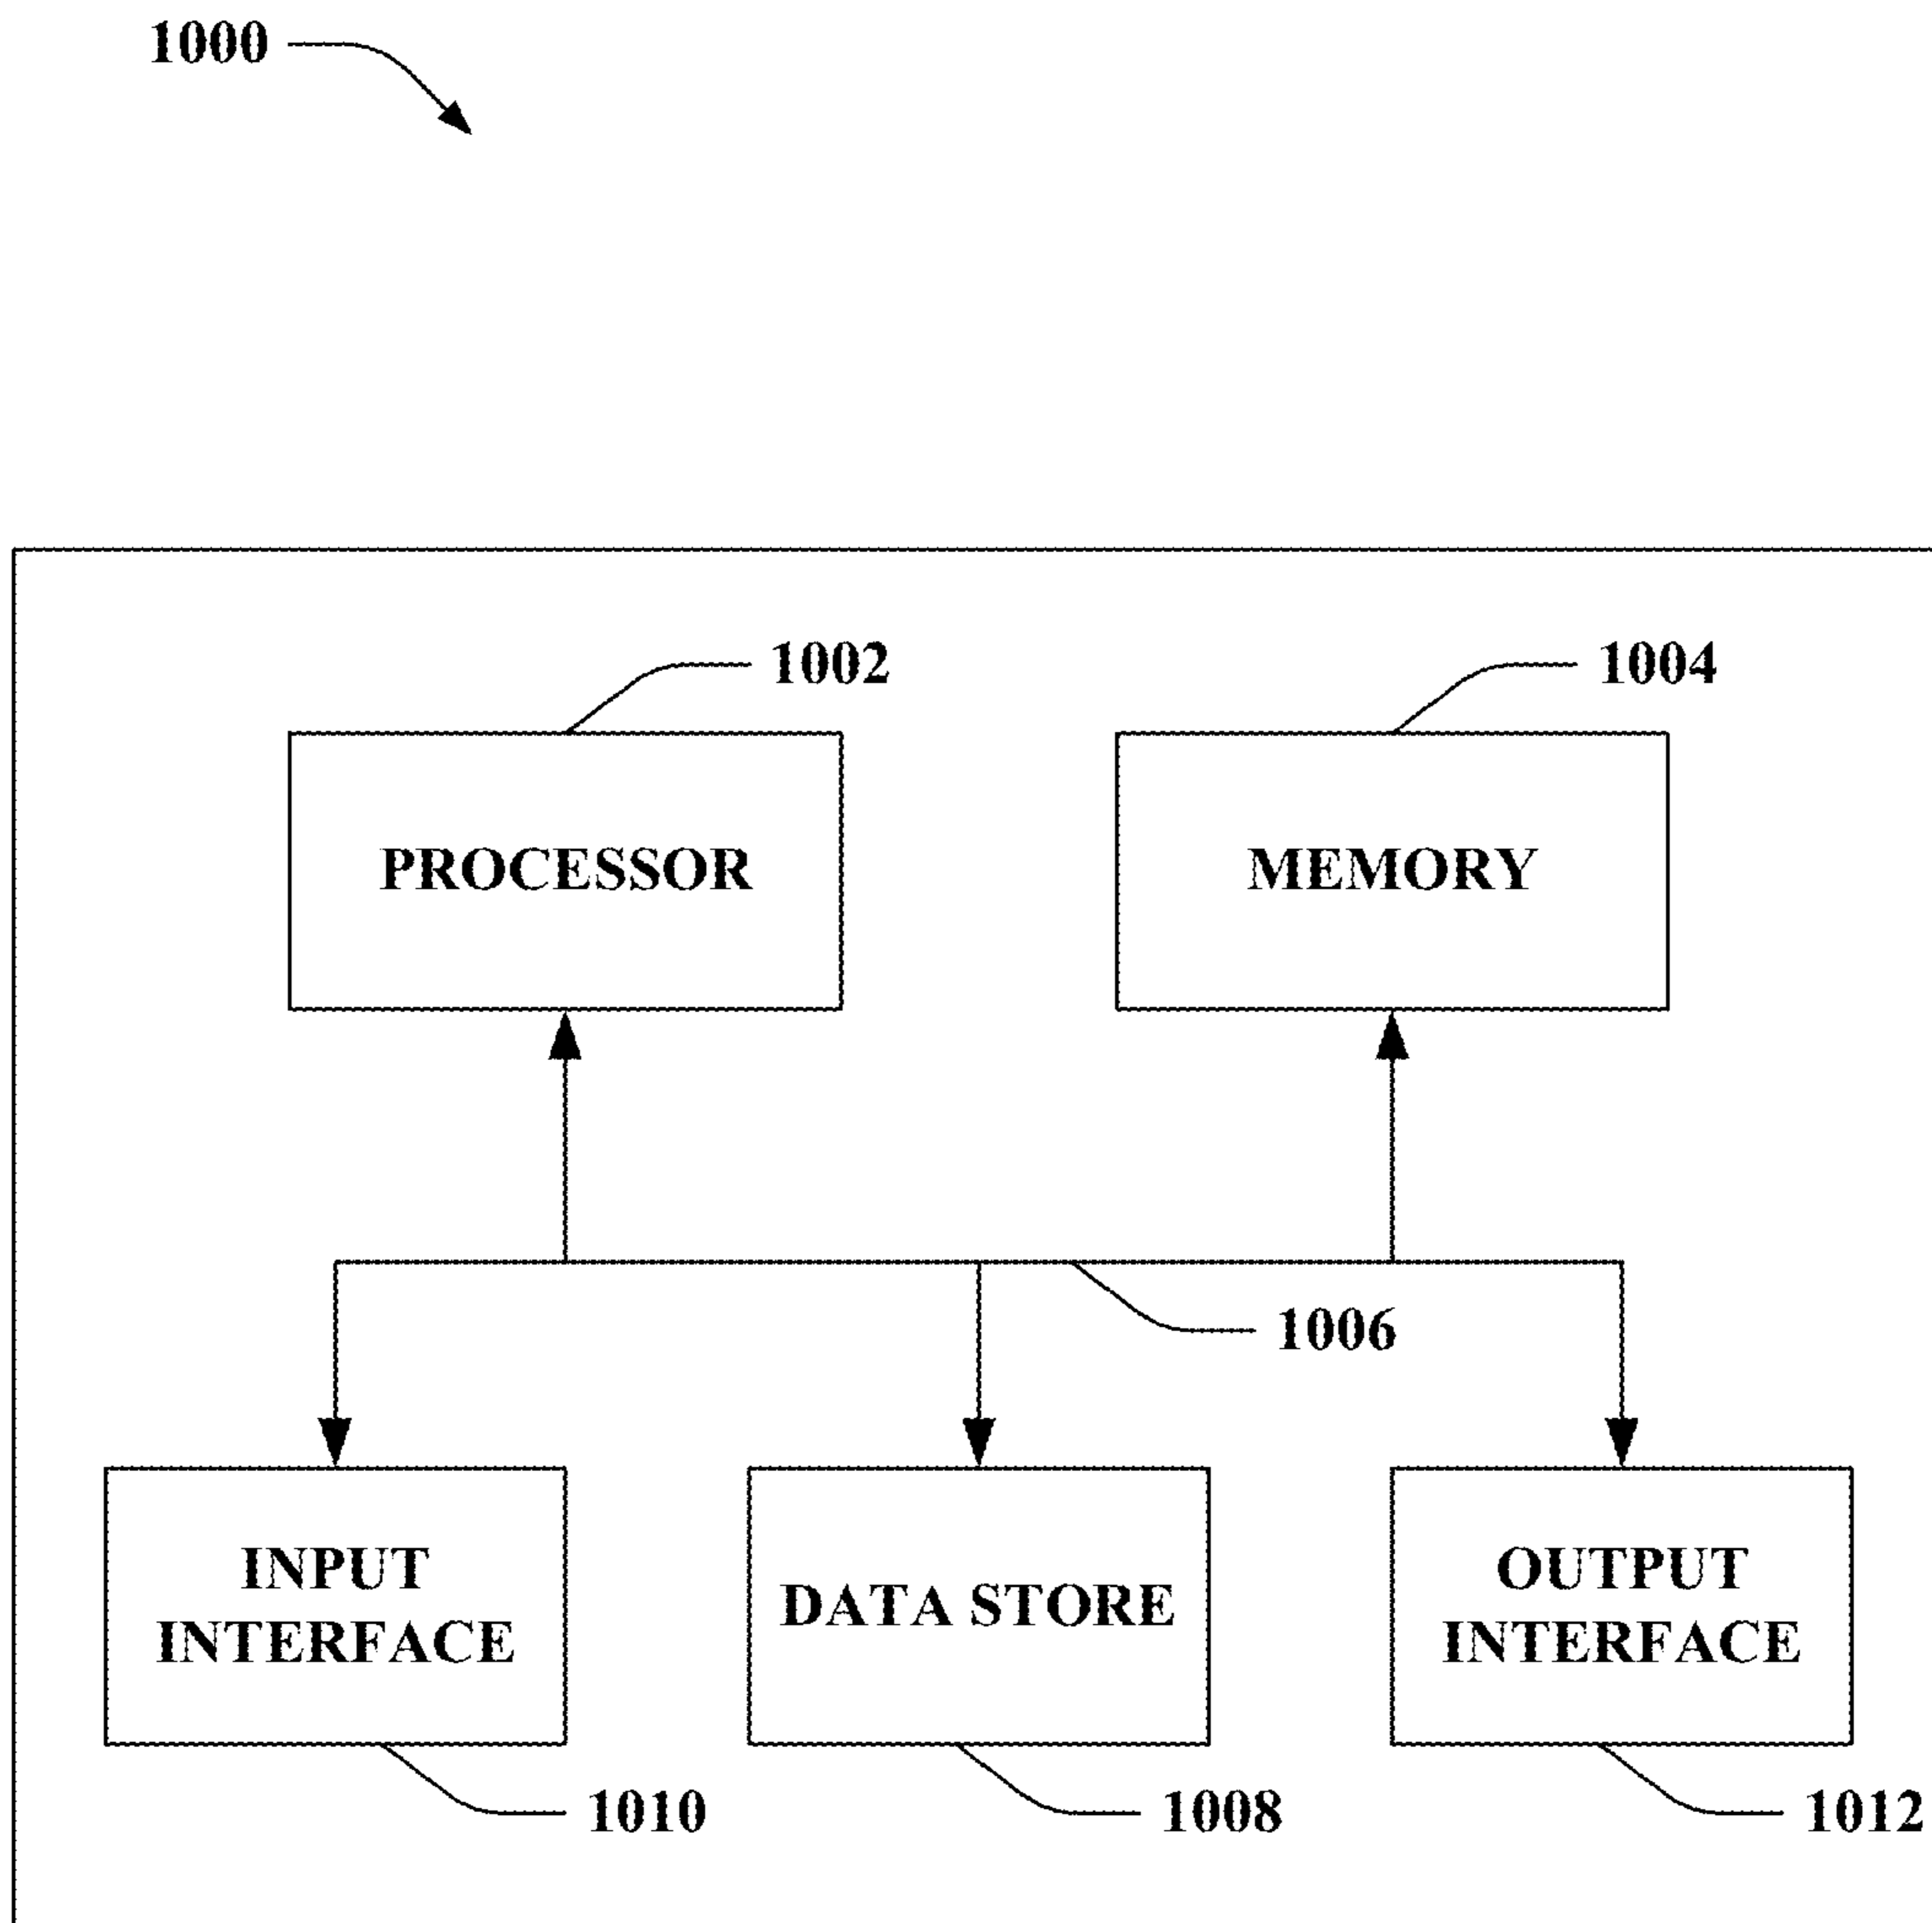 1000
1002
1004
PROCESSOR
MEMORY
1006
INPUT
INTERFACE
DATA STORE
OUTPUT
INTERFACE
1010
1008
1012